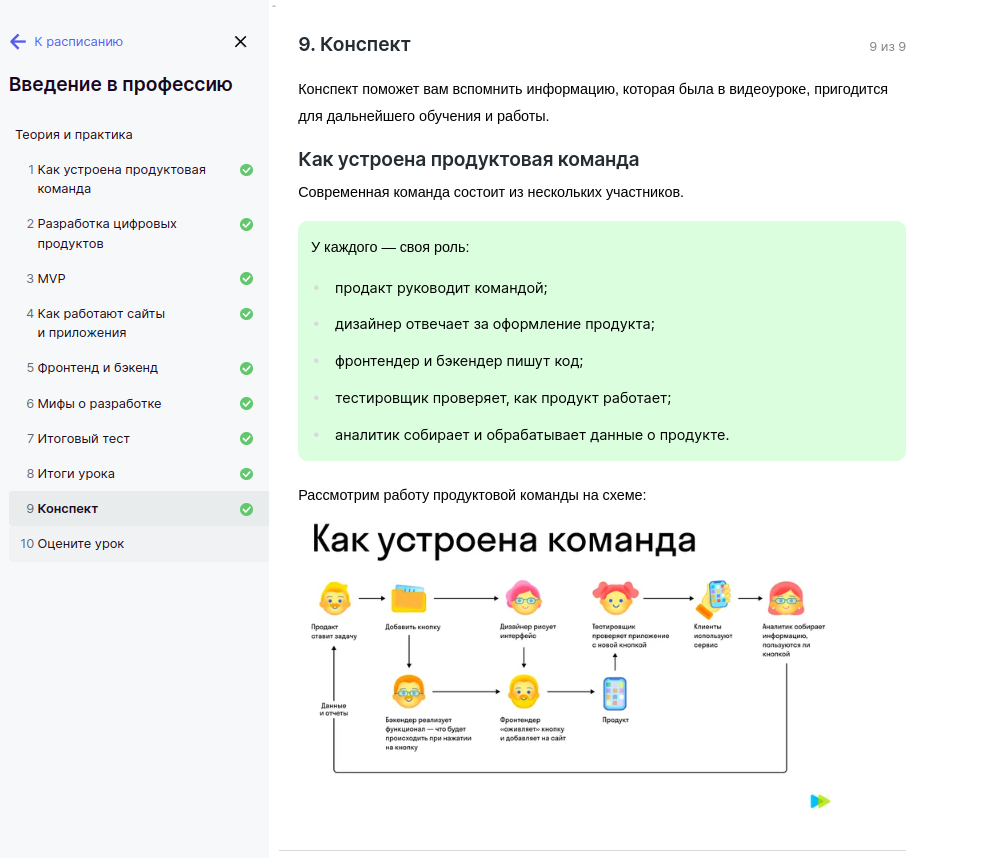 К расписанию
Введение в профессию
Теория и практика
1 Как устроена продуктовая
команда
2 Разработка цифровых
продуктов
3 MVP
4 Как работают сайты
и приложения
5 Фронтенд и бэкенд
6 Мифы о разработке
7 Итоговый тест
8 Итоги урока
9 Конспект
10 Оцените урок
9. Конспект
9 из 9
Конспект поможет вам вспомнить информацию, которая была в видеоуроке, пригодится
для дальнейшего обучения и работы.
Как устроена продуктовая команда
Современная команда состоит из нескольких участников.
У каждого — своя роль:
продакт руководит командой;
дизайнер отвечает за оформление продукта;
фронтендер и бэкендер пишут код;
тестировщик проверяет, как продукт работает;
аналитик собирает и обрабатывает данные о продукте.
Рассмотрим работу продуктовой команды на схеме:
Как устроена команда
Продакт
ставит задачу
Добавить кнопку
Дизайнер рисует
интерфейс
Тестировщик
проверяет приложение
с новой кнопкой
Клиенты
используют
сервис
Аналитик собирает
информацию,
пользуются ли
кнопкой
Данные
и отчеты
Бэкендер реализует
функционал — что будет
происходить при нажатии
на кнопку
Фронтендер
«оживляет» кнопку
и добавляет на сайт
Продукт